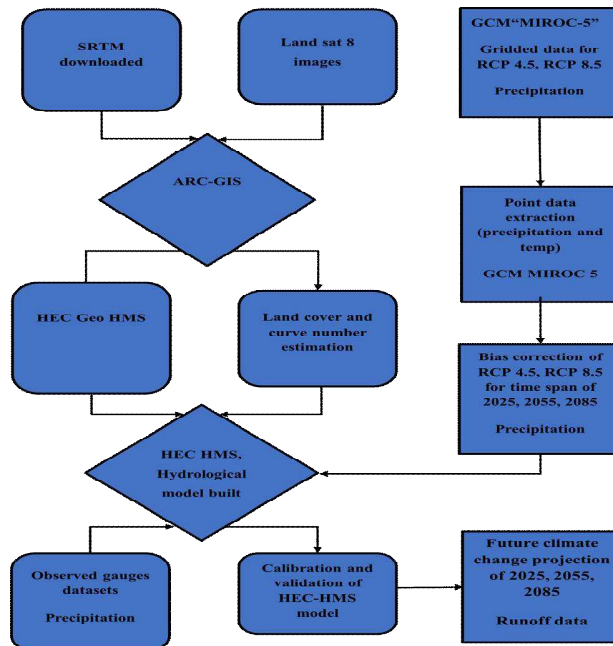 SRTM
downloaded
Land sat 8
images
GCM“MIROC-5”
Gridded data for
RCP 4.5, RCP 8.5
Precipitation
ARC-GIS
Point data
extraction
(precipitation and
temp)
GCM MIROC 5
HEC Geo HMS
Land cover and
curve number
estimation
Bias correction of
RCP 4.5, RCP 8.5
for time span of
2025, 2055, 2085
Precipitation
HEC HMS,
Hydrological
model built
Observed gauges
datasets
Precipitation
Calibration and
validation of
HEC-HMS
model
Future climate
change projection
of 2025, 2055,
2085
Runoff data